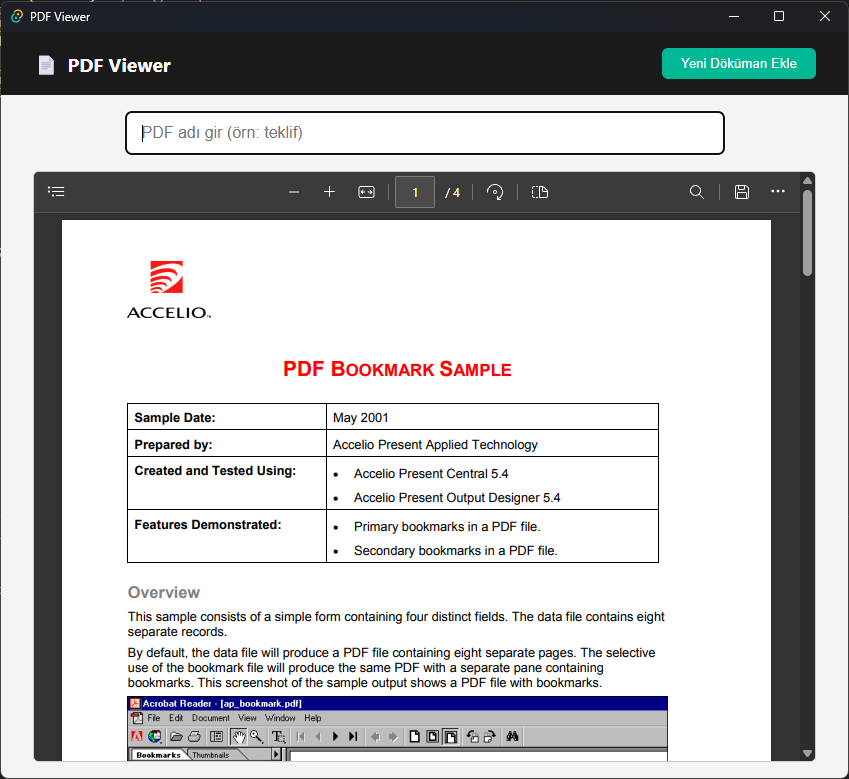 PDF Viewer
PDF Viewer
Yeni Döküman Ekle
PDF adı gir (örn: teklif)
1 / 4
ACCELIO™
PDF BOOKMARK SAMPLE
Sample Date: May 2001
Prepared by: Accelio Present Applied Technology
Created and Tested Using: • Accelio Present Central 5.4
• Accelio Present Output Designer 5.4
Features Demonstrated: • Primary bookmarks in a PDF file.
• Secondary bookmarks in a PDF file.
Overview
This sample consists of a simple form containing four distinct fields. The data file contains eight
separate records.
By default, the data file will produce a PDF file containing eight separate pages. The selective
use of the bookmark file will produce the same PDF with a separate pane containing
bookmarks. This screenshot of the sample output shows a PDF file with bookmarks.
Acrobat Reader - [ap_bookmark.pdf]
File Edit Document View Window Help
Bookmarks Thumbnails